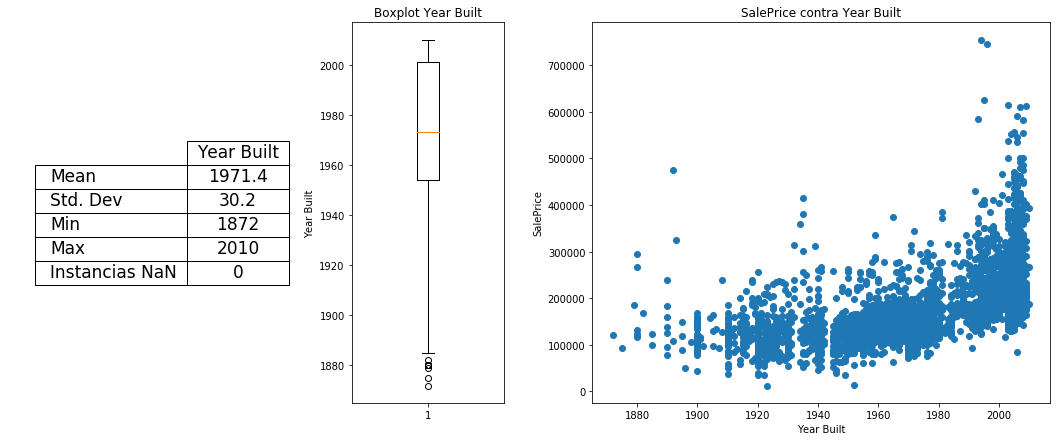 Year Built
Mean 1971.4
Std. Dev 30.2
Min 1872
Max 2010
Instancias NaN 0
Boxplot Year Built
Year Built
2000
1980
1960
1940
1920
1900
1880
1
SalePrice contra Year Built
SalePrice
700000
600000
500000
400000
300000
200000
100000
0
1880 1900 1920 1940 1960 1980 2000
Year Built